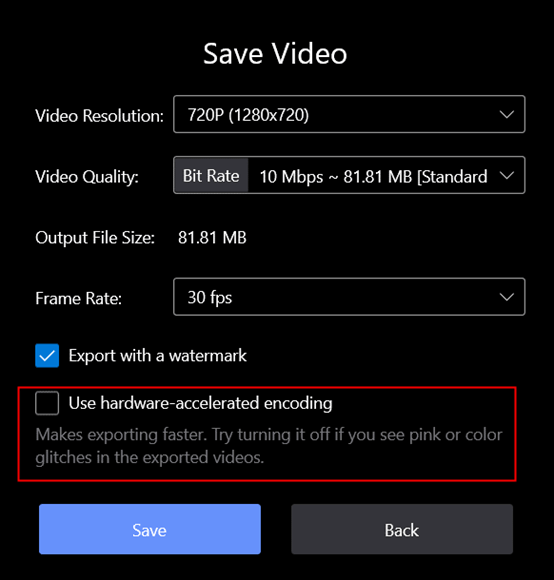 Save Video
Video Resolution: 720P (1280x720)
Video Quality: Bit Rate 10 Mbps ~ 81.81 MB [Standard
Output File Size: 81.81 MB
Frame Rate: 30 fps
Export with a watermark
Use hardware-accelerated encoding
Makes exporting faster. Try turning it off if you see pink or color
glitches in the exported videos.
Save Back